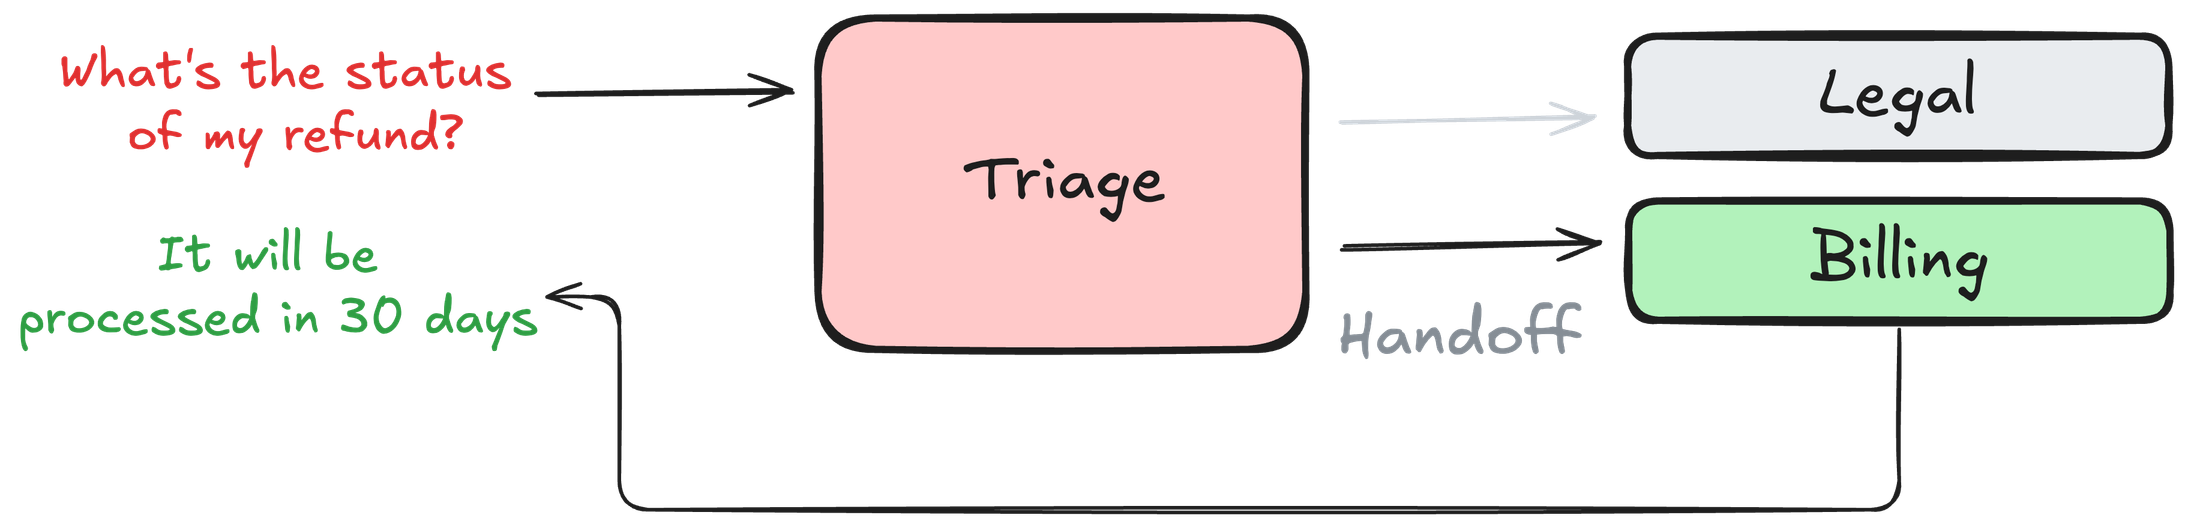 What's the status
of my refund?
Triage
Legal
Billing
Handoff
It will be
processed in 30 days